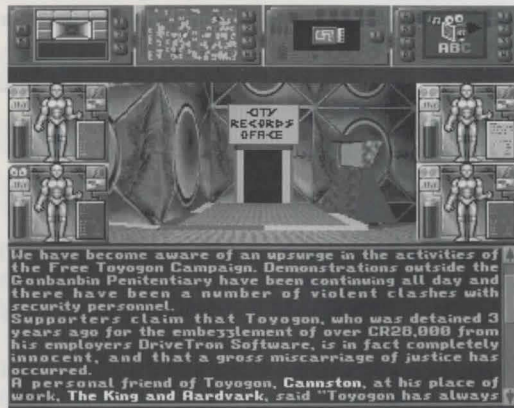 ABC
CITY
RECORDS
OFFICE
We have become aware of an upsurge in the activities of
the Free Toyogon Campaign. Demonstrations outside the
Gonbanbin Penitentiary have been continuing all day and
there have been a number of violent clashes with
security personnel.
Supporters claim that Toyogon, who was detained 3
years ago for the embezzlement of over CR28,000 from
his employers DriveTron Software, is in fact completely
innocent, and that a gross miscarriage of justice has
occurred.
A personal friend of Toyogon, Cannston, at his place of
work, The King and Aardvark, said "Toyogon has always